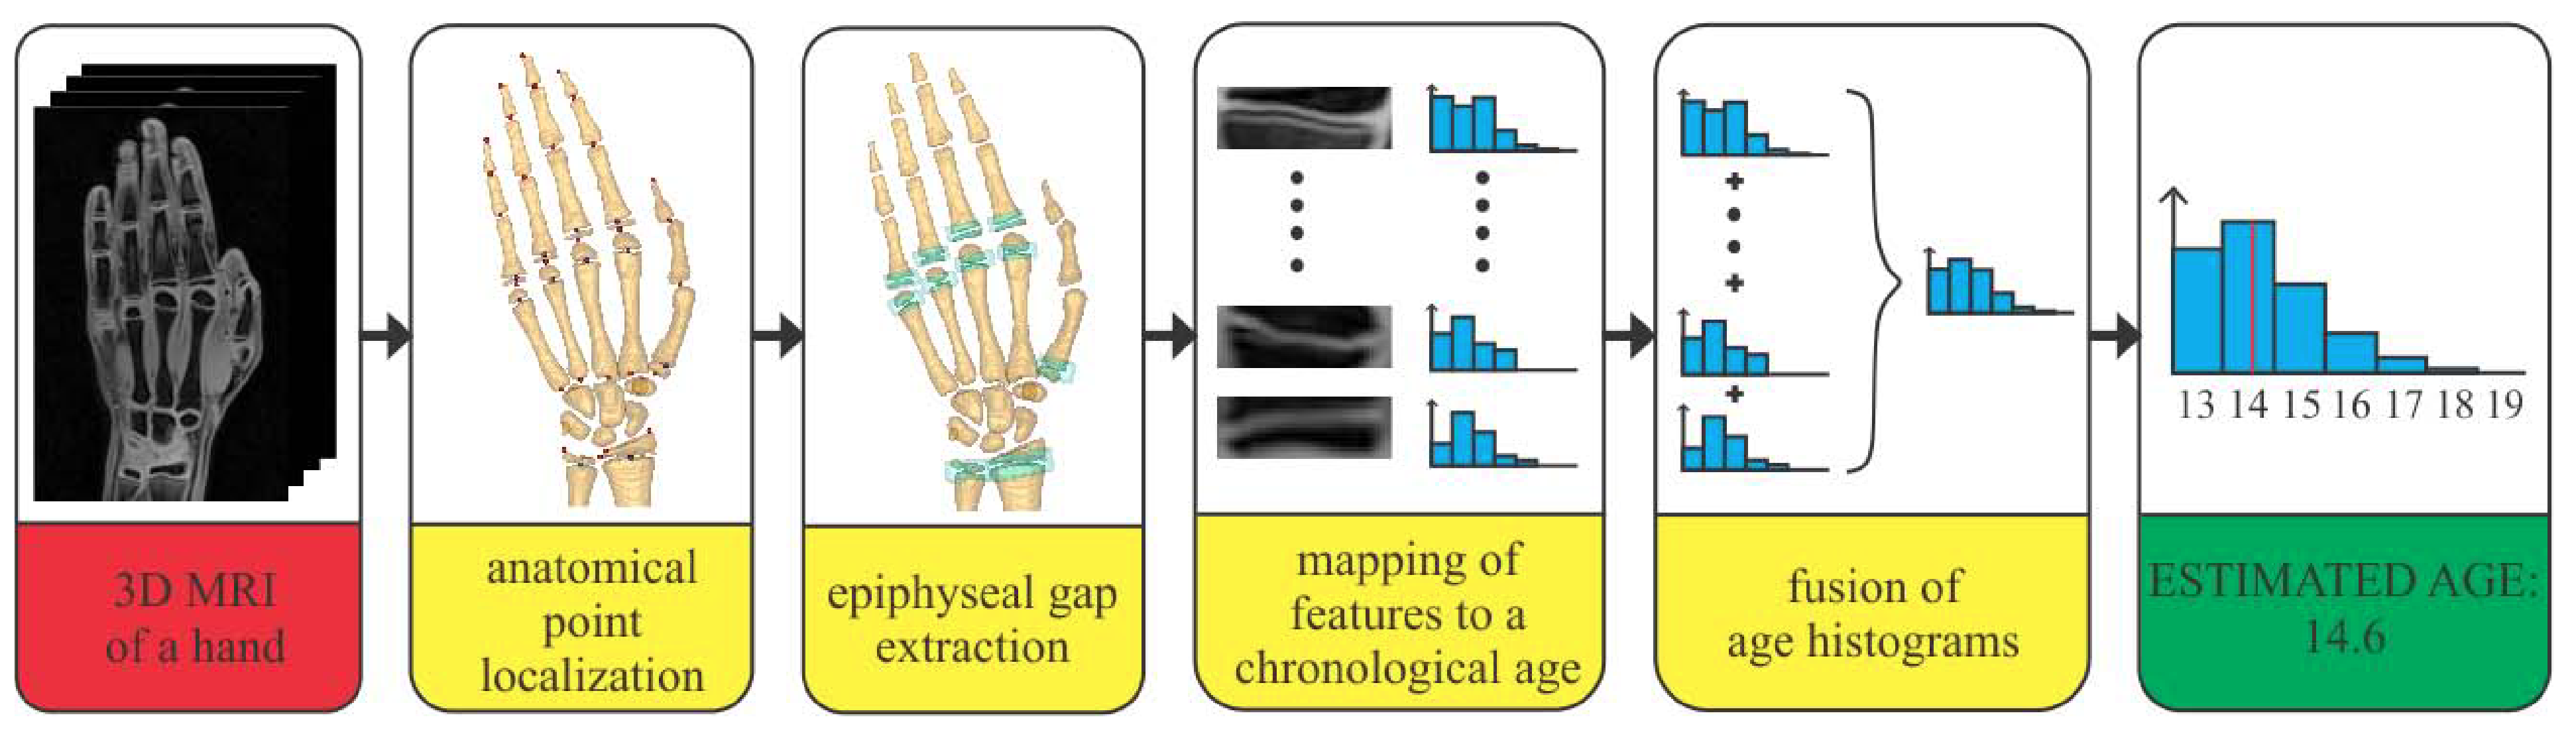 3D MRI
of a hand
anatomical
point
localization
epiphyseal gap
extraction
mapping of
features to a
chronological age
fusion of
age histograms
13 14 15 16 17 18 19
ESTIMATED AGE:
14.6